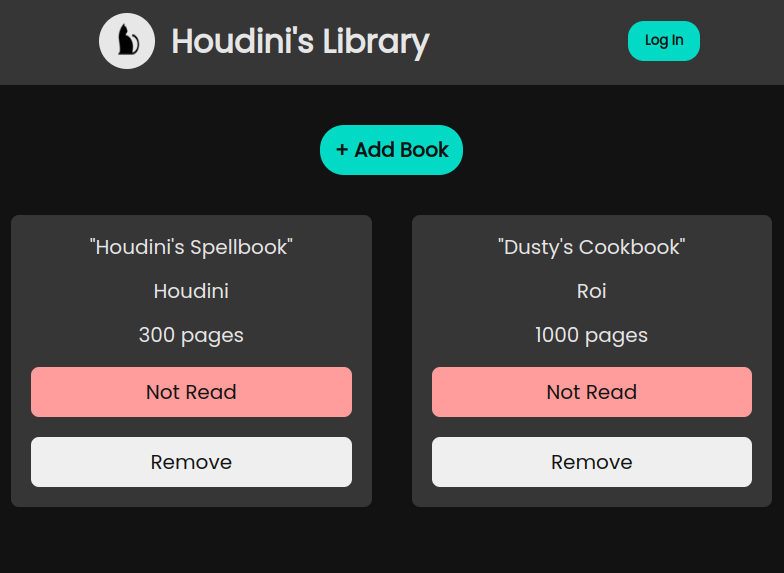 Houdini's Library
Log In
+ Add Book
"Houdini's Spellbook"
Houdini
300 pages
Not Read
Remove
"Dusty's Cookbook"
Roi
1000 pages
Not Read
Remove